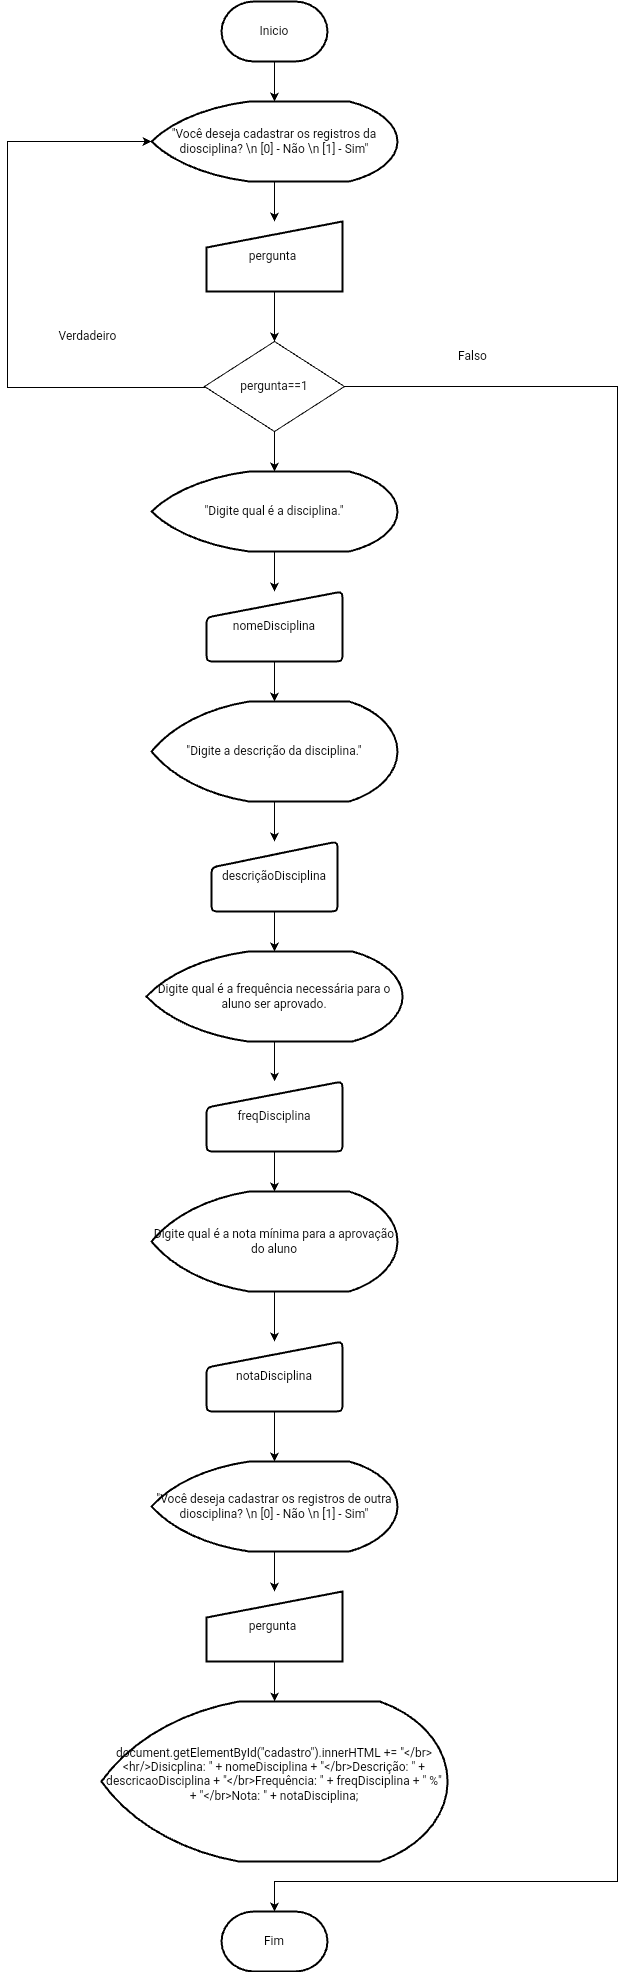 Inicio
"Você deseja cadastrar os registros da
diosciplina? \n [0] - Não \n [1] - Sim"
pergunta
Verdadeiro
Falso
pergunta==1
"Digite qual é a disciplina."
nomeDisciplina
"Digite a descrição da disciplina."
descriçãoDisciplina
Digite qual é a frequência necessária para o
aluno ser aprovado.
freqDisciplina
Digite qual é a nota mínima para a aprovação
do aluno
notaDisciplina
"Você deseja cadastrar os registros de outra
diosciplina? \n [0] - Não \n [1] - Sim"
pergunta
document.getElementById("cadastro").innerHTML += "</br>
<hr/>Disicplina: " + nomeDisciplina + "</br>Descrição: " +
descricaoDisciplina + "</br>Frequência: " + freqDisciplina + " %"
+ "</br>Nota: " + notaDisciplina;
Fim